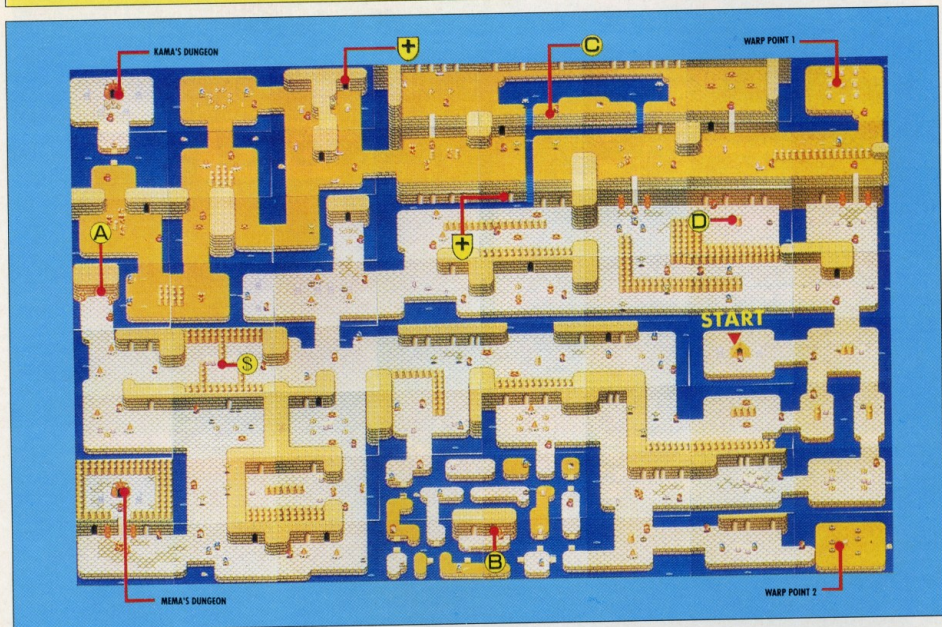 KAMA'S DUNGEON
C
WARP POINT 1
A
D
START
$
B
MEMA'S DUNGEON
WARP POINT 2